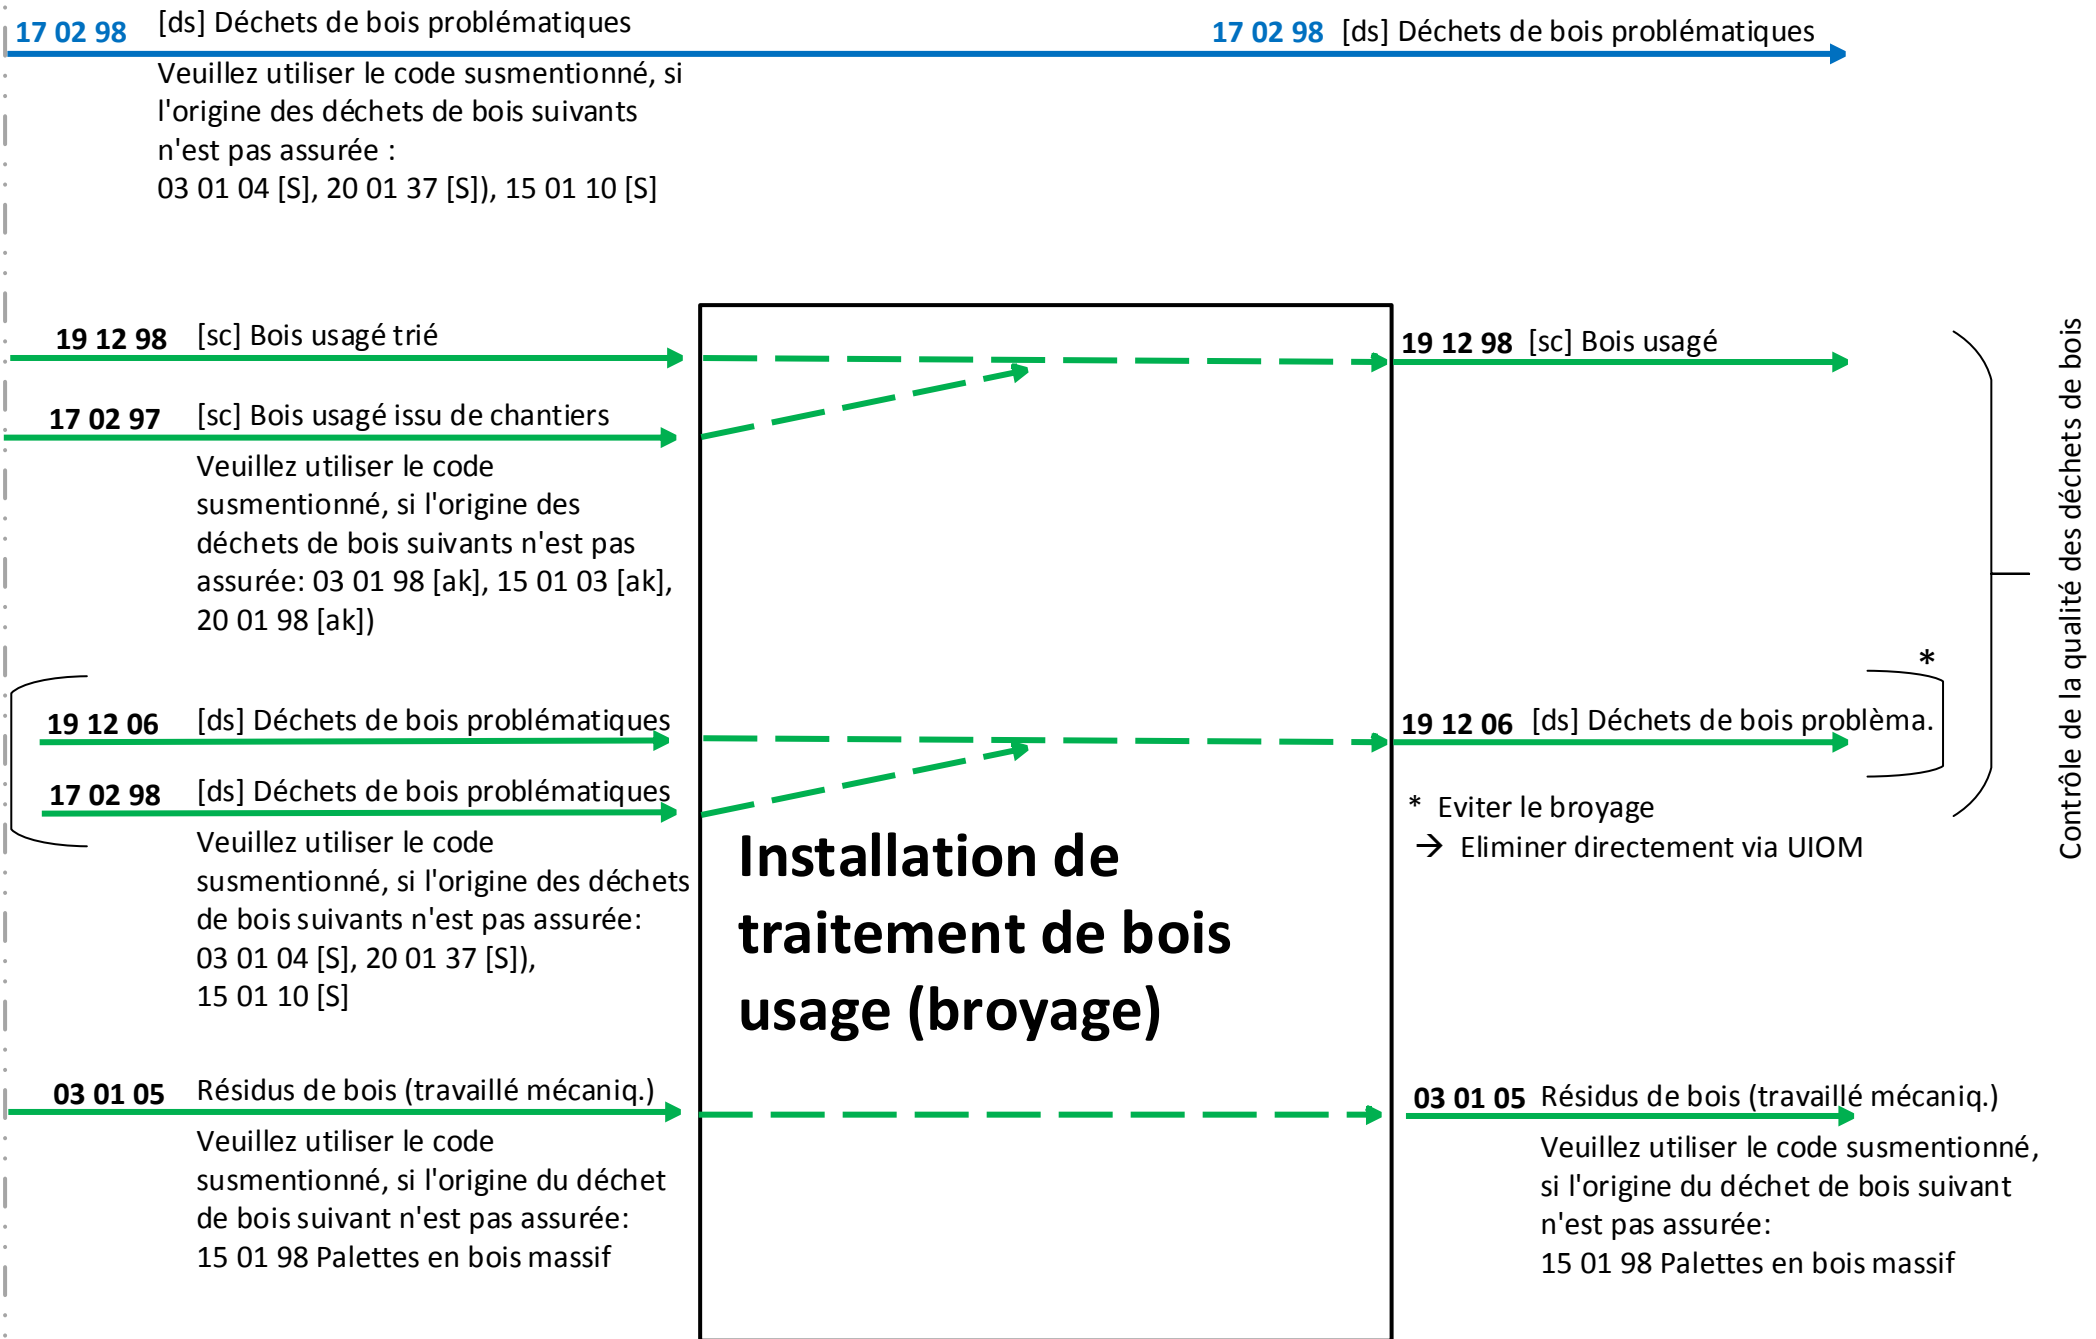 17 02 98 [ds] Déchets de bois problématiques
Veuillez utiliser le code susmentionné, si
l'origine des déchets de bois suivants
n'est pas assurée :
03 01 04 [S], 20 01 37 [S]), 15 01 10 [S]
17 02 98 [ds] Déchets de bois problématiques
19 12 98 [sc] Bois usagé trié
17 02 97 [sc] Bois usagé issu de chantiers
Veuillez utiliser le code
susmentionné, si l'origine des
déchets de bois suivants n'est pas
assurée: 03 01 98 [ak], 15 01 03 [ak],
20 01 98 [ak])
19 12 06 [ds] Déchets de bois problématiques
17 02 98 [ds] Déchets de bois problématiques
Veuillez utiliser le code
susmentionné, si l'origine des déchets
de bois suivants n'est pas assurée:
03 01 04 [S], 20 01 37 [S]),
15 01 10 [S]
03 01 05 Résidus de bois (travaillé mécaniq.)
Veuillez utiliser le code
susmentionné, si l'origine du déchet
de bois suivant n'est pas assurée:
15 01 98 Palettes en bois massif
Installation de
traitement de bois
usage (broyage)
19 12 98 [sc] Bois usagé
*
19 12 06 [ds] Déchets de bois problèma.
* Eviter le broyage
→ Eliminer directement via UIOM
03 01 05 Résidus de bois (travaillé mécaniq.)
Veuillez utiliser le code susmentionné,
si l'origine du déchet de bois suivant
n'est pas assurée:
15 01 98 Palettes en bois massif
Contrôle de la qualité des déchets de bois